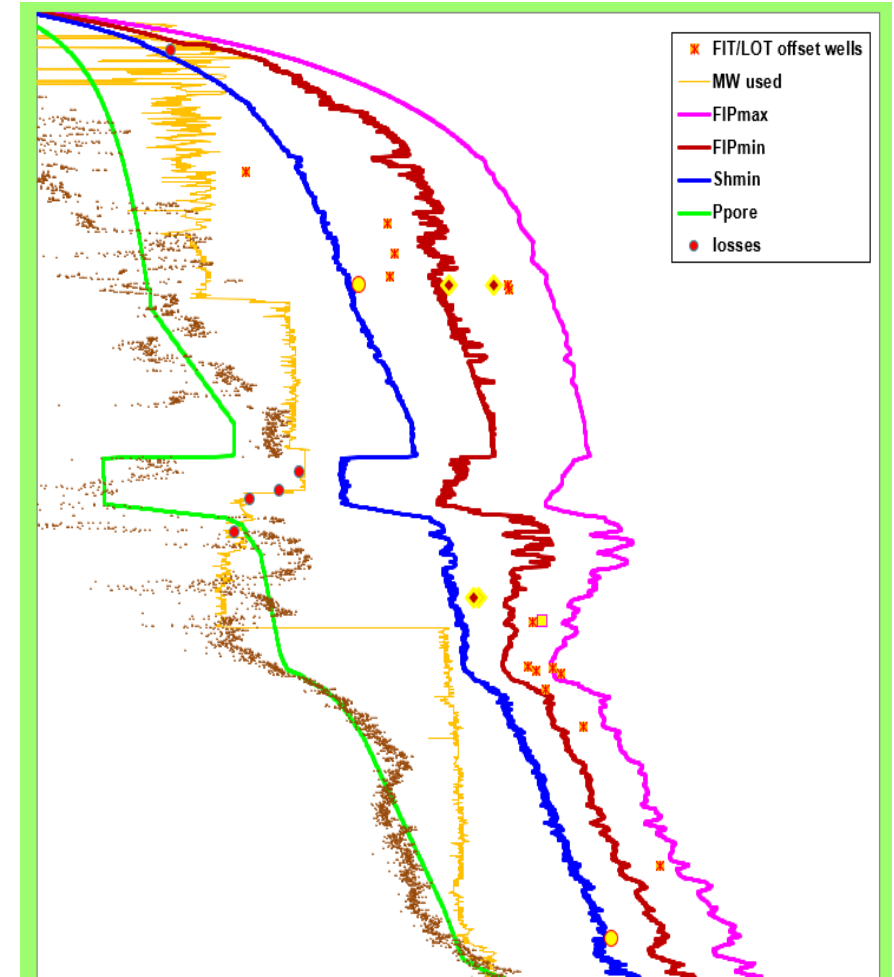 FIT/LOT offset wells
MW used
FIPmax
FIPmin
Shmin
Ppore
losses